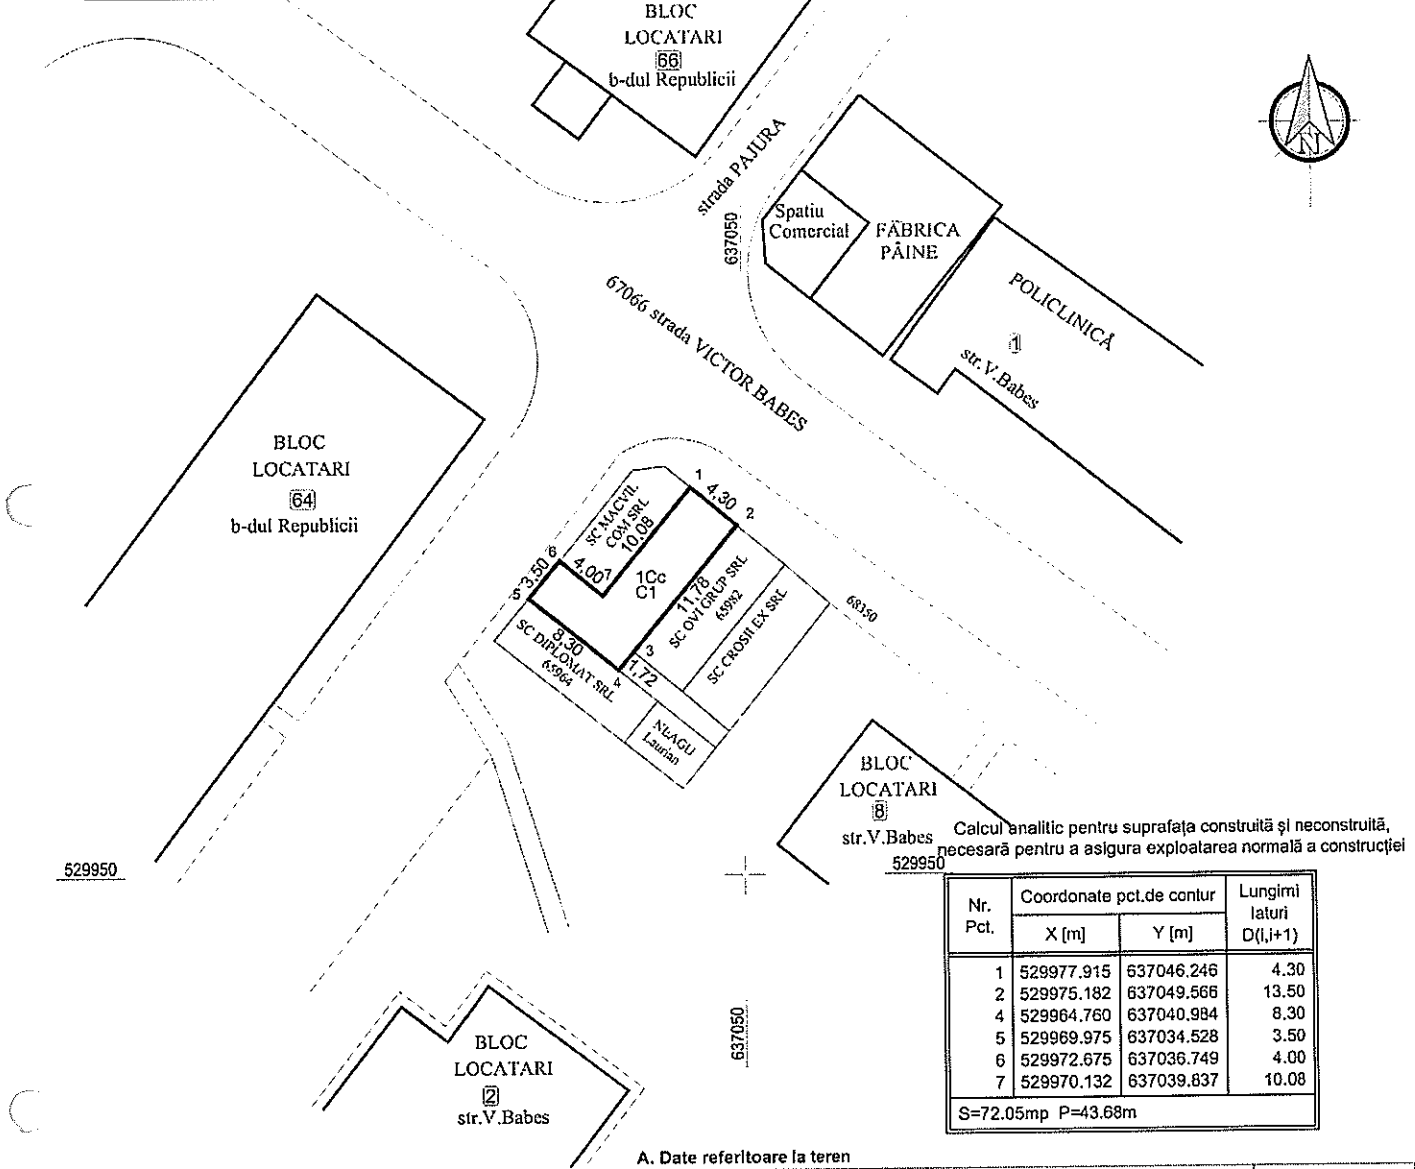 BLOC
LOCATARI
66
b-dul Republicii
N
strada PAJURA
637050
Spatiu
Comercial
FABRICA
PÂINE
POLICLINICĂ
1
str.V.Babes
67066 strada VICTOR BABES
BLOC
LOCATARI
64
b-dul Republicii
SC MACVIL
COM SRL
10,08
1
4,30
2
6
3,50
4,00
7
5
1Cc
C1
11,78
SC OVI GRUP SRL
65982
SC CROSII EX SRL
68350
8,30
SC DIPLOMAT SRL
65964
3
1,72
4
NEAGU
Laurian
BLOC
LOCATARI
8
str.V.Babes
529950
529950
637050
Calcul analitic pentru suprafața construită și neconstruită,
necesară pentru a asigura exploatarea normală a construcției
Nr. Pct. Coordonate pct.de contur Lungimi laturi D(i,i+1)
X [m] Y [m]
1 529977.915 637046.246 4.30
2 529975.182 637049.566 13.50
4 529964.760 637040.984 8.30
5 529969.975 637034.528 3.50
6 529972.675 637036.749 4.00
7 529970.132 637039.837 10.08
S=72.05mp P=43.68m
BLOC
LOCATARI
2
str.V.Babes
A. Date referitoare la teren